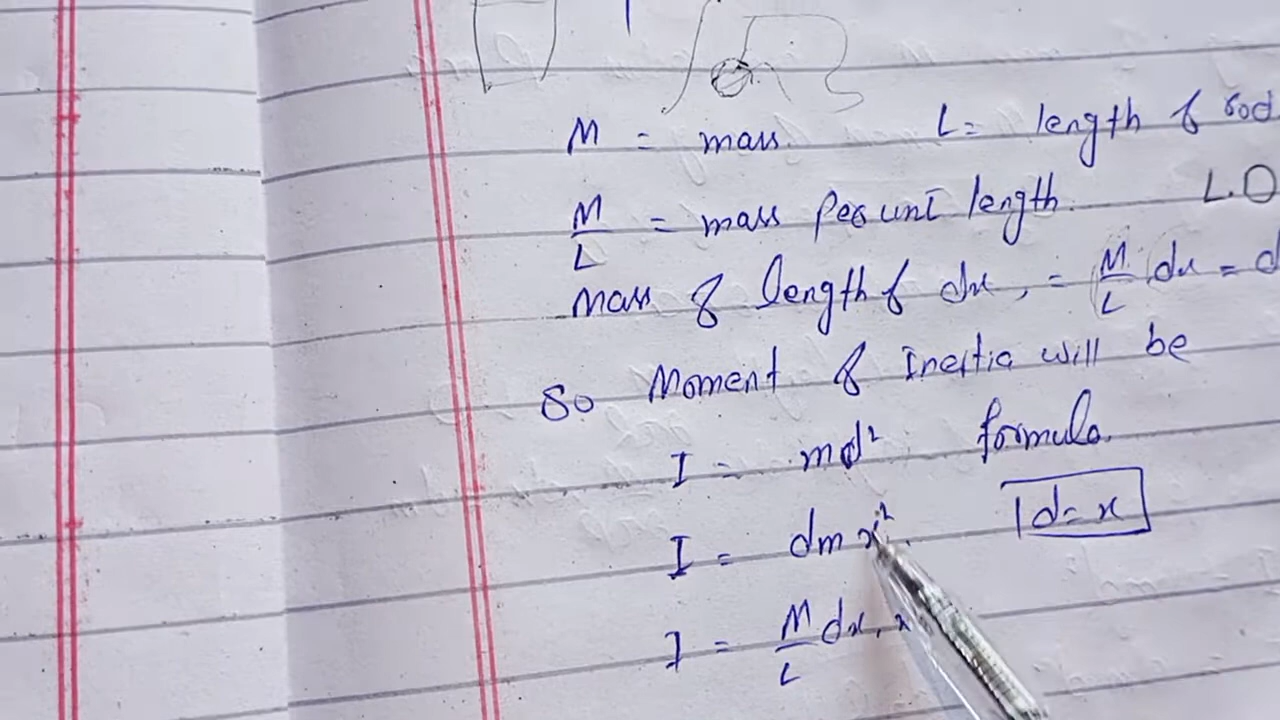 M = mass. L = length of rod
M/L = mass per unit length. L.D
mass of length of dx, = M/L dx = d
So Moment of Inertia will be
I = md² formula.
I = dm x². d = x
I = M/L dx. x